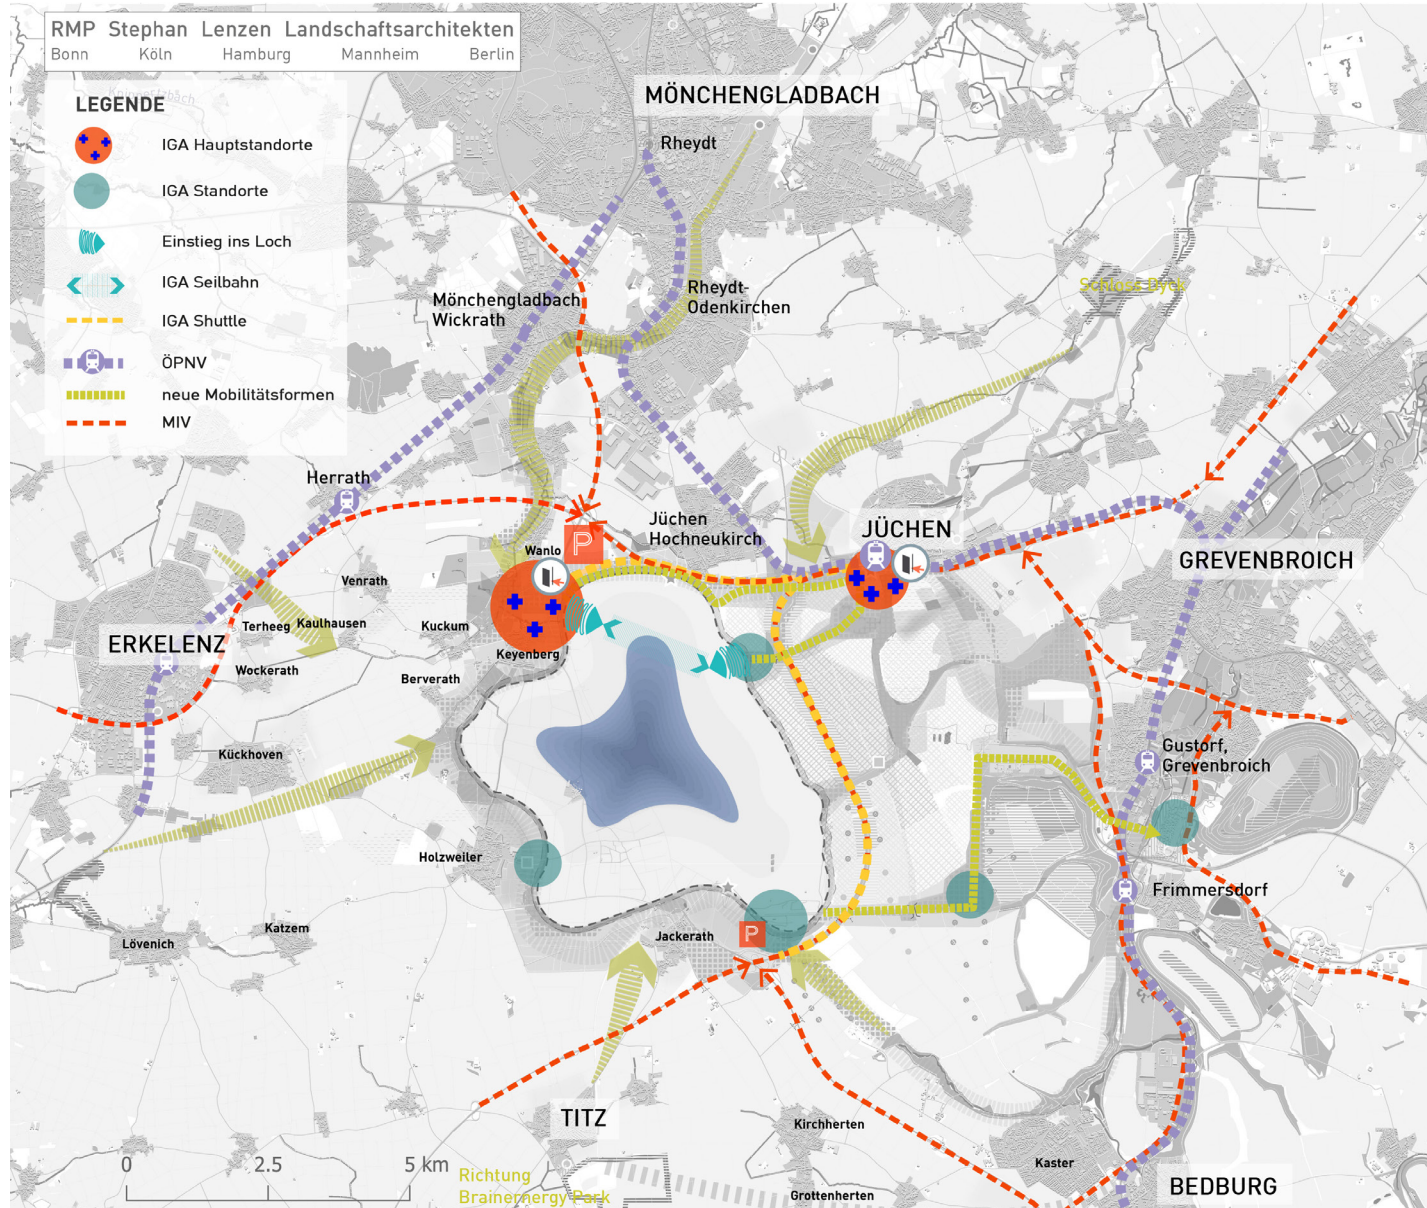 RMP Stephan Lenzen Landschaftsarchitekten
Bonn Köln Hamburg Mannheim Berlin
LEGENDE
IGA Hauptstandorte
IGA Standorte
Einstieg ins Loch
IGA Seilbahn
IGA Shuttle
ÖPNV
neue Mobilitätsformen
MIV
MÖNCHENGLADBACH
Rheydt
Mönchengladbach
Wickrath
Rheydt-
Odenkirchen
Schloss Dyck
Herrath
Jüchen
Hochneukirch
JÜCHEN
GREVENBROICH
Wanlo
P
Venrath
Terheeg
Kaulhausen
Kuckum
ERKELENZ
Keyenberg
Wockerath
Berverath
Kückhoven
Gustorf,
Grevenbroich
Holzweiler
Frimmersdorf
Katzem
Lövenich
Jackerath
P
TITZ
Kirchherten
Kaster
0 2.5 5 km
Richtung
Brainernergy Park
Grottenherten
BEDBURG